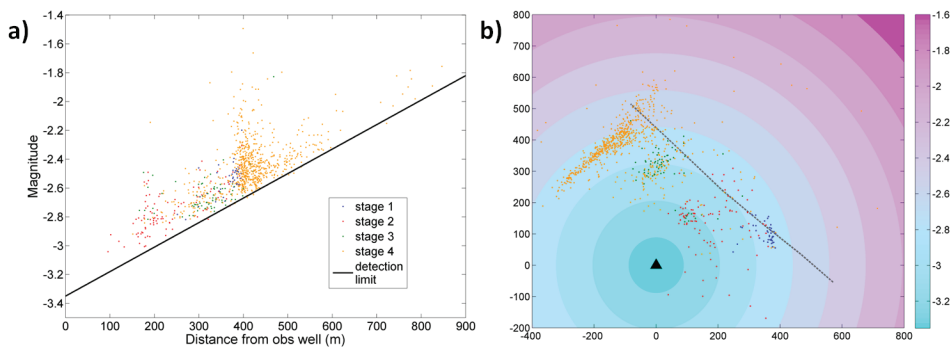 a)
-1.4
-1.6
-1.8
-2
-2.2
-2.4
-2.6
-2.8
-3
-3.2
-3.4
Magnitude
0 100 200 300 400 500 600 700 800 900
Distance from obs well (m)
stage 1
stage 2
stage 3
stage 4
detection
limit
b)
800
700
600
500
400
300
200
100
0
-100
-200
-400 -200 0 200 400 600 800
-1.6
-1.8
-2
-2.2
-2.4
-2.6
-2.8
-3
-3.2